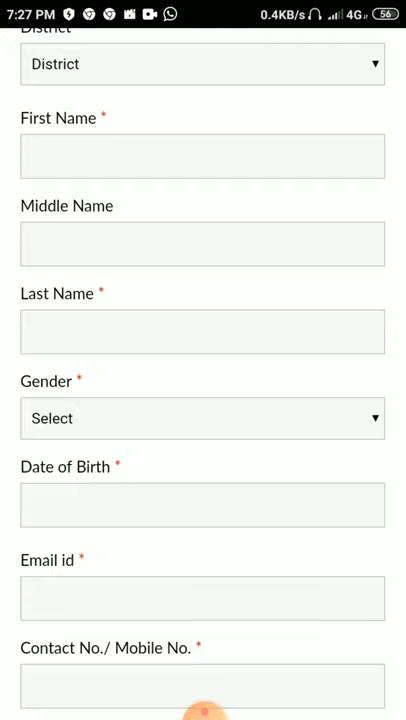 7:27 PM 0.4KB/s 4G 56
District
District
First Name *
Middle Name
Last Name *
Gender *
Select
Date of Birth *
Email id *
Contact No./ Mobile No. *